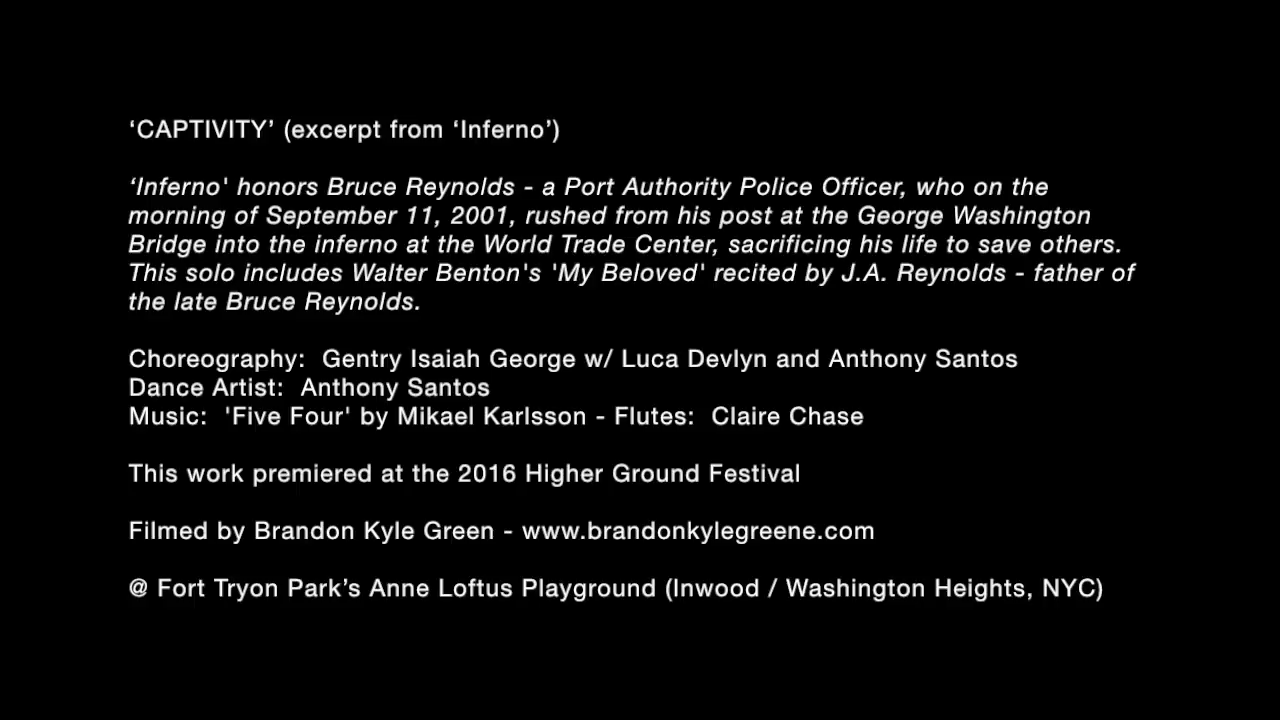 ‘CAPTIVITY’ (excerpt from ‘Inferno’)
‘Inferno' honors Bruce Reynolds - a Port Authority Police Officer, who on the
morning of September 11, 2001, rushed from his post at the George Washington
Bridge into the inferno at the World Trade Center, sacrificing his life to save others.
This solo includes Walter Benton's 'My Beloved' recited by J.A. Reynolds - father of
the late Bruce Reynolds.
Choreography:  Gentry Isaiah George w/ Luca Devlyn and Anthony Santos
Dance Artist:  Anthony Santos
Music:  'Five Four' by Mikael Karlsson - Flutes:  Claire Chase
This work premiered at the 2016 Higher Ground Festival
Filmed by Brandon Kyle Green - www.brandonkylegreene.com
@ Fort Tryon Park’s Anne Loftus Playground (Inwood / Washington Heights, NYC)